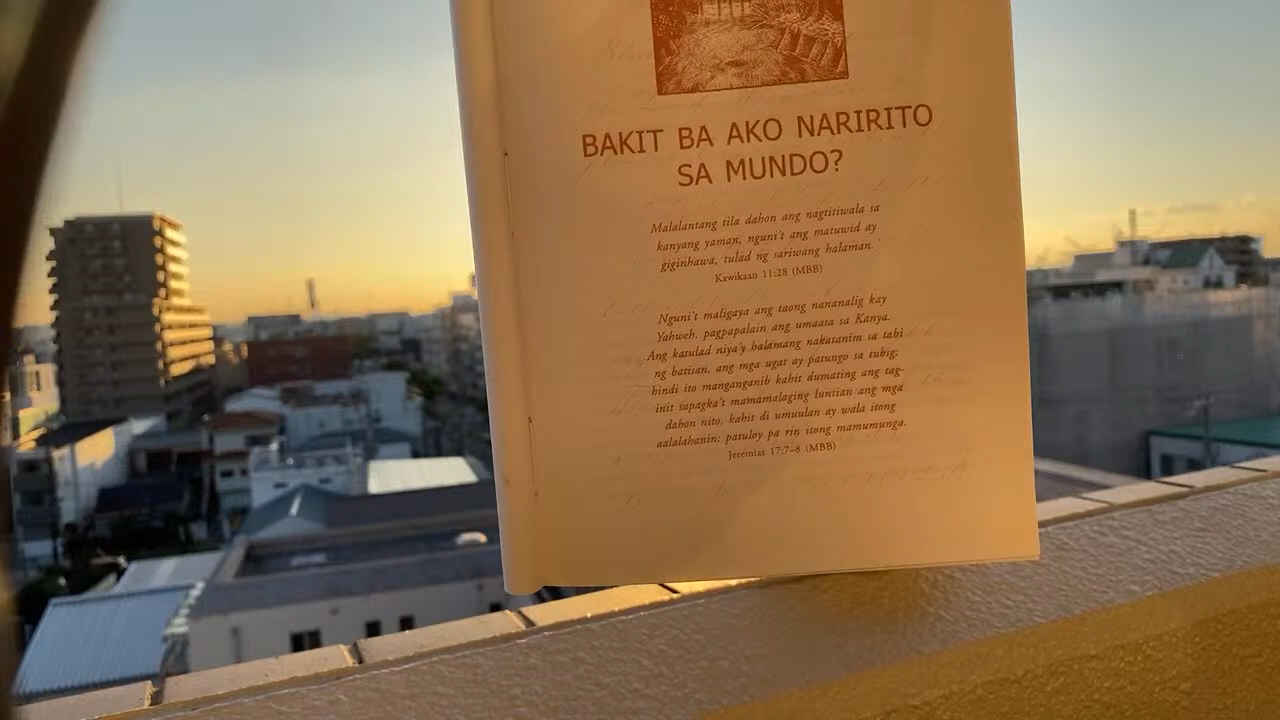 BAKIT BA AKO NARIRITO
SA MUNDO?
Malalantang tila dahon ang nagtitiwala sa
kanyang yaman, nguni't ang matuwid ay
giginhawa, tulad ng sariwang halaman.
Kawikaan 11:28 (MBB)
Nguni't maligaya ang taong nananalig kay
Yahweh, pagpapalain ang umaasa sa Kanya.
Ang katulad niya'y halamang nakatanim sa tabi
ng batisan, ang mga ugat ay patungo sa tubig;
hindi ito manganganib kahit dumating ang tag-
init sapagka't mamamalaging luntian ang mga
dahon nito, kahit di umuulan ay wala itong
aalalahanin; patuloy pa rin itong mamumunga.
Jeremias 17:7–8 (MBB)